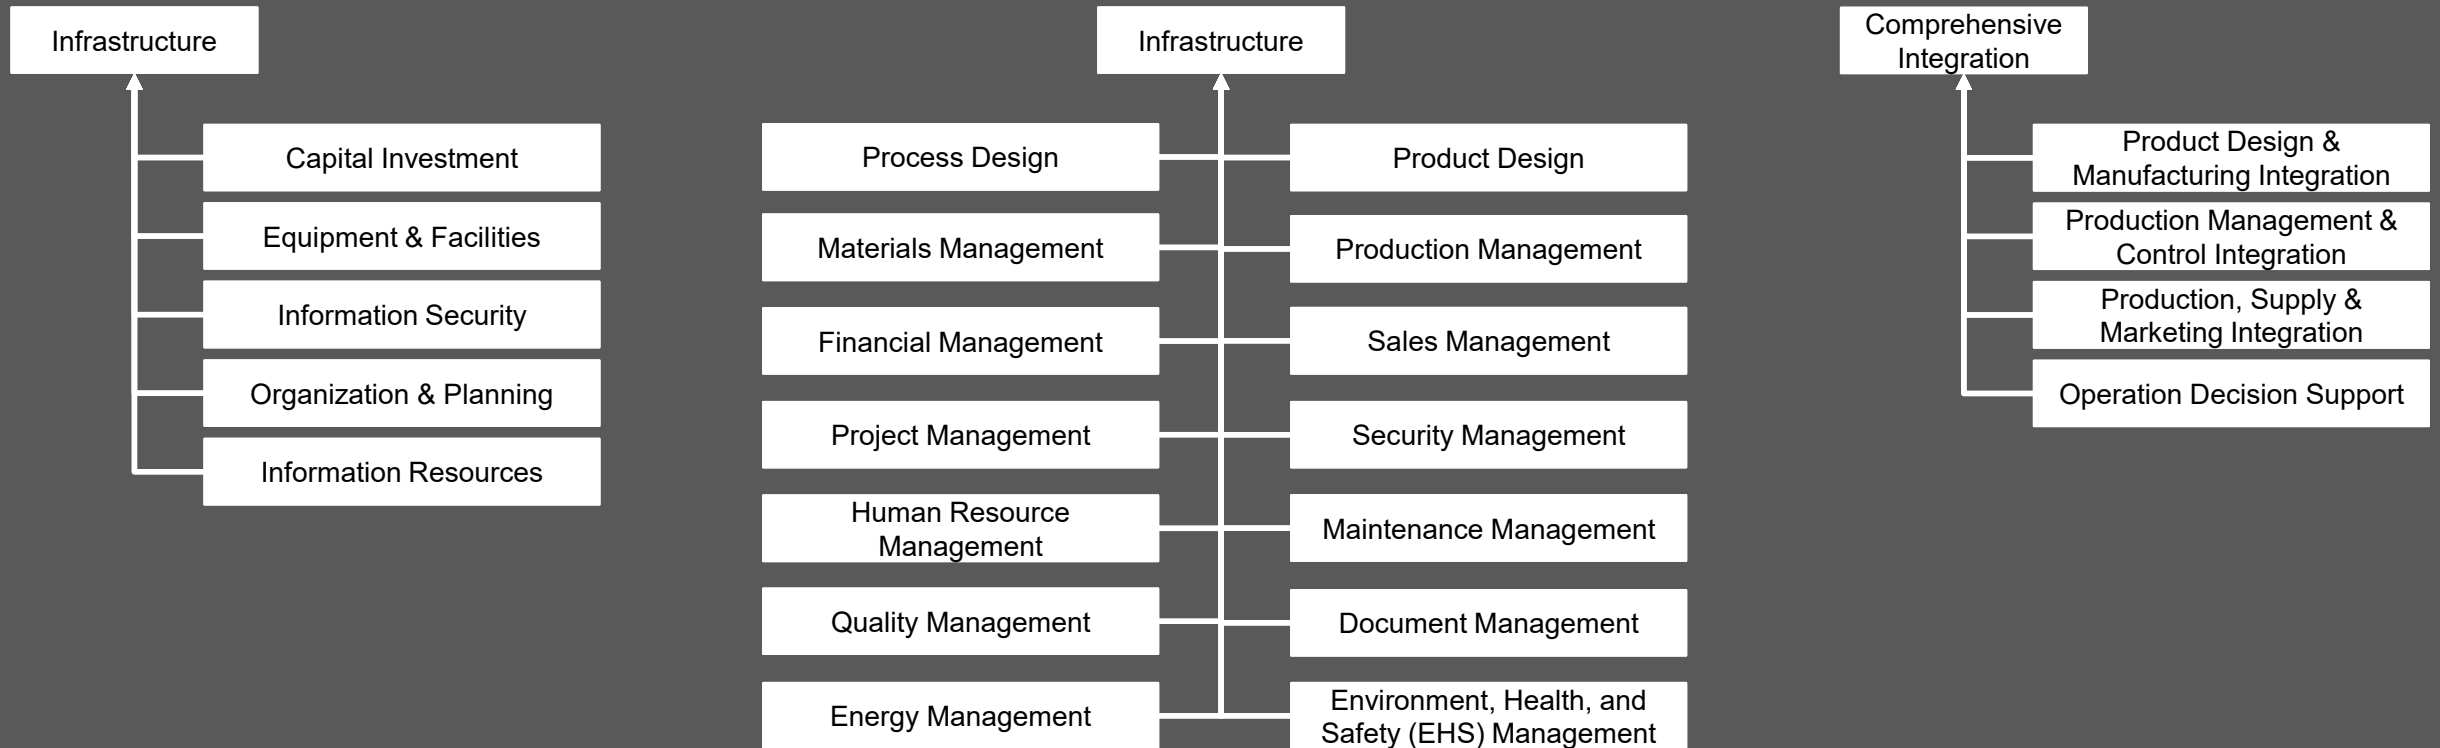 Infrastructure
Capital Investment
Equipment & Facilities
Information Security
Organization & Planning
Information Resources
Infrastructure
Process Design
Product Design
Materials Management
Production Management
Financial Management
Sales Management
Project Management
Security Management
Human Resource
Management
Maintenance Management
Quality Management
Document Management
Energy Management
Environment, Health, and
Safety (EHS) Management
Comprehensive
Integration
Product Design &
Manufacturing Integration
Production Management &
Control Integration
Production, Supply &
Marketing Integration
Operation Decision Support